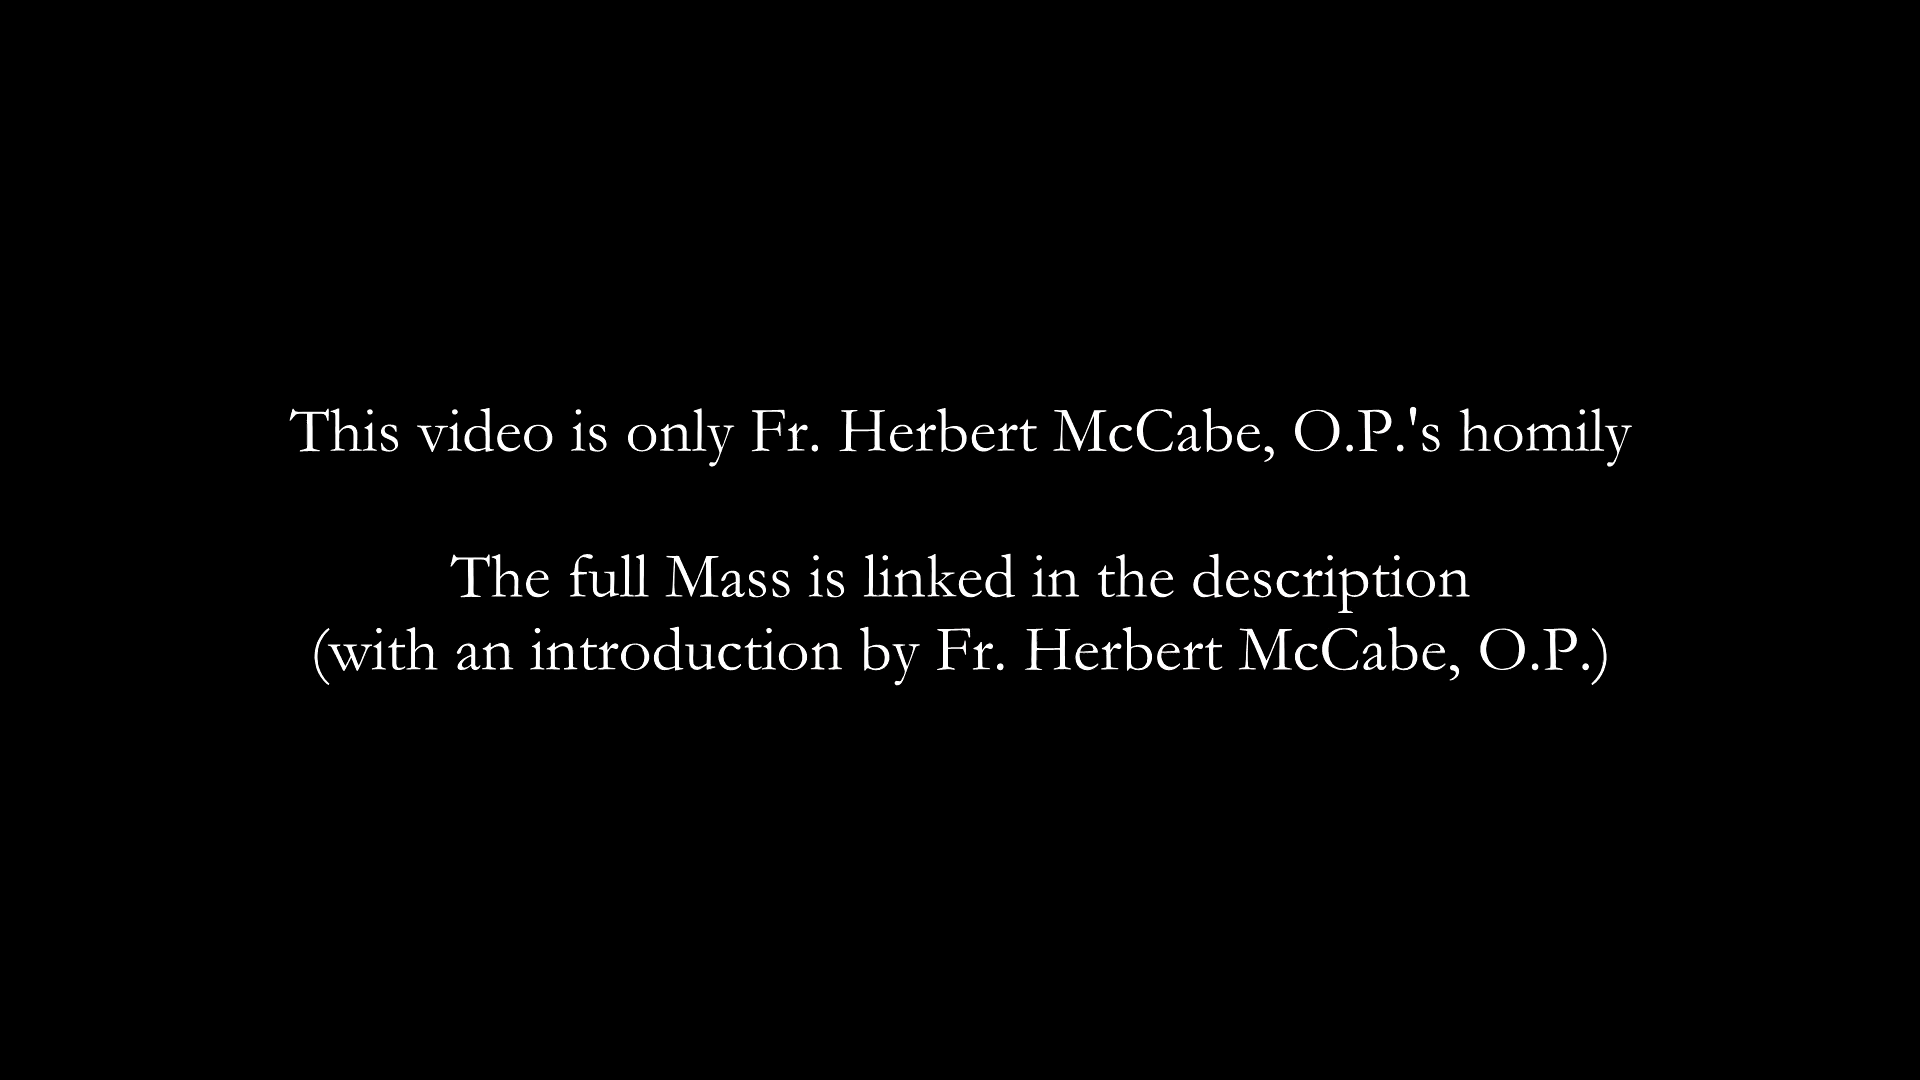 This video is only Fr. Herbert McCabe, O.P.'s homily
The full Mass is linked in the description
(with an introduction by Fr. Herbert McCabe, O.P.)